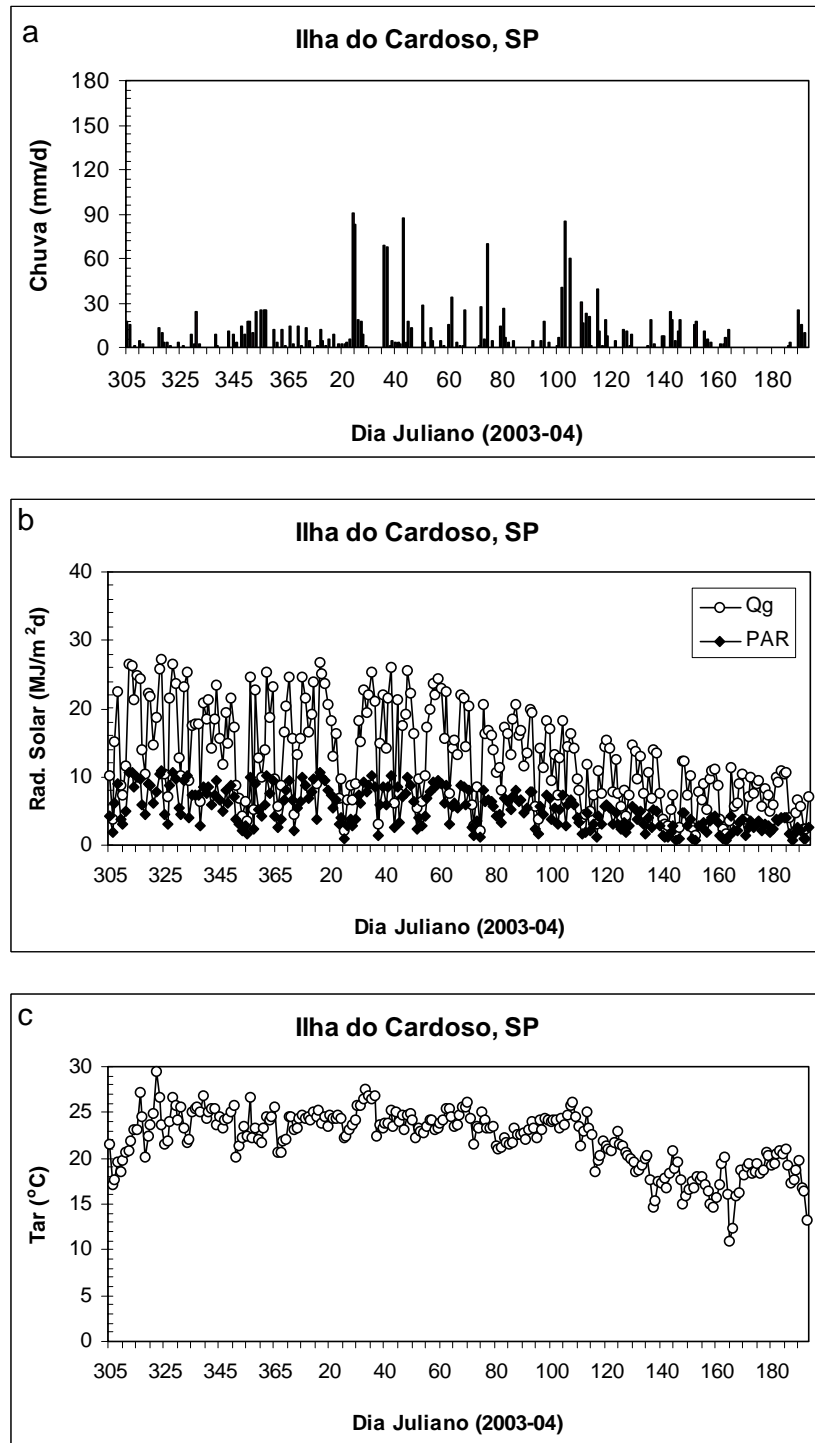 a
Ilha do Cardoso, SP
Chuva (mm/d)
180
150
120
90
60
30
0
305 325 345 365 20 40 60 80 100 120 140 160 180
Dia Juliano (2003-04)
b
Ilha do Cardoso, SP
Rad. Solar (MJ/m²d)
40
30
20
10
0
Qg
PAR
305 325 345 365 20 40 60 80 100 120 140 160 180
Dia Juliano (2003-04)
c
Ilha do Cardoso, SP
Tar (°C)
30
25
20
15
10
5
0
305 325 345 365 20 40 60 80 100 120 140 160 180
Dia Juliano (2003-04)